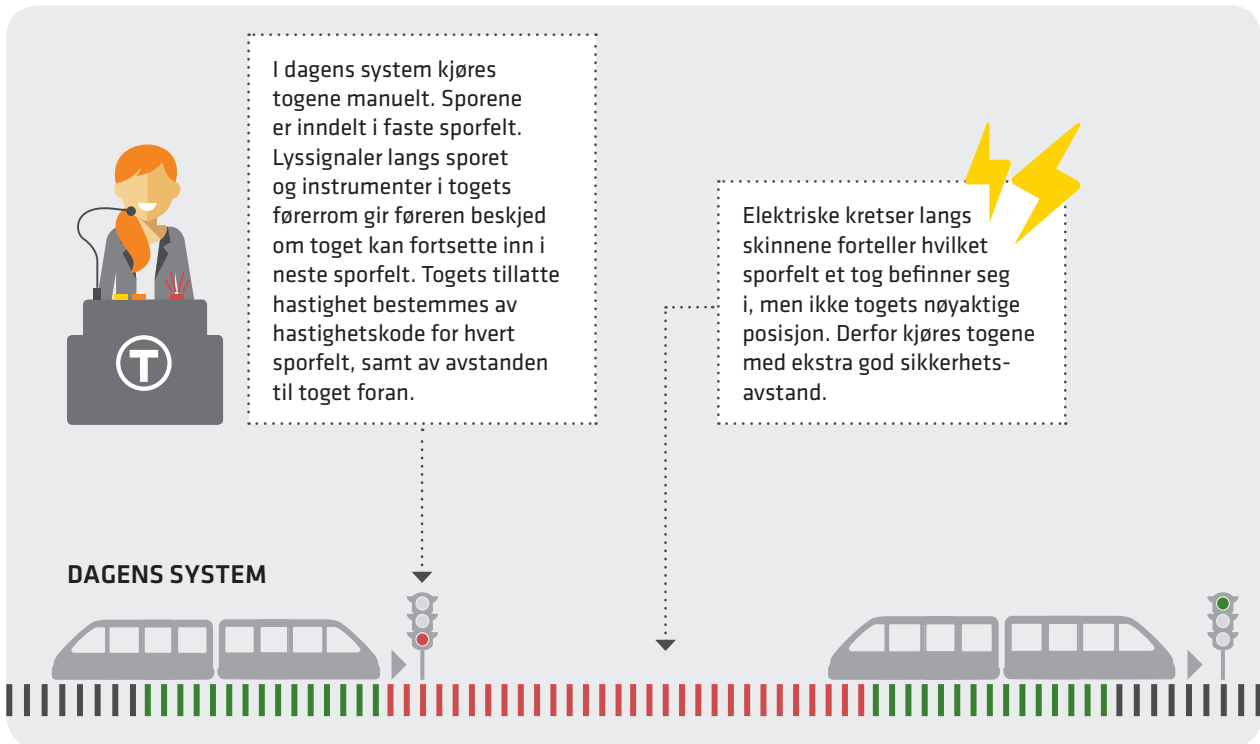 I dagens system kjøres
togene manuelt. Sporene
er inndelt i faste sporfelt.
Lyssignaler langs sporet
og instrumenter i togets
førerrom gir føreren beskjed
om toget kan fortsette inn i
neste sporfelt. Togets tillatte
hastighet bestemmes av
hastighetskode for hvert
sporfelt, samt av avstanden
til toget foran.
Elektriske kretser langs
skinnene forteller hvilket
sporfelt et tog befinner seg
i, men ikke togets nøyaktige
posisjon. Derfor kjøres togene
med ekstra god sikkerhets-
avstand.
T
DAGENS SYSTEM